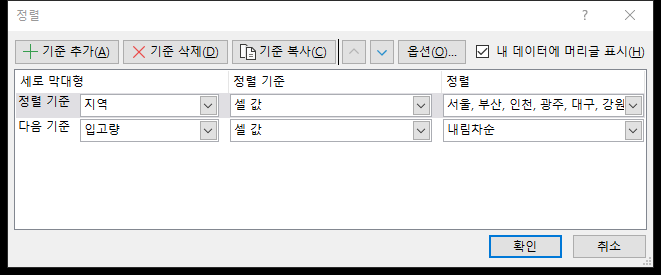 정렬
기준 추가(A) 기준 삭제(D) 기준 복사(C) 옵션(O)... 내 데이터에 머리글 표시(H)
세로 막대형 정렬 기준 정렬
정렬 기준 지역 셀 값 서울, 부산, 인천, 광주, 대구, 강원
다음 기준 입고량 셀 값 내림차순
확인 취소